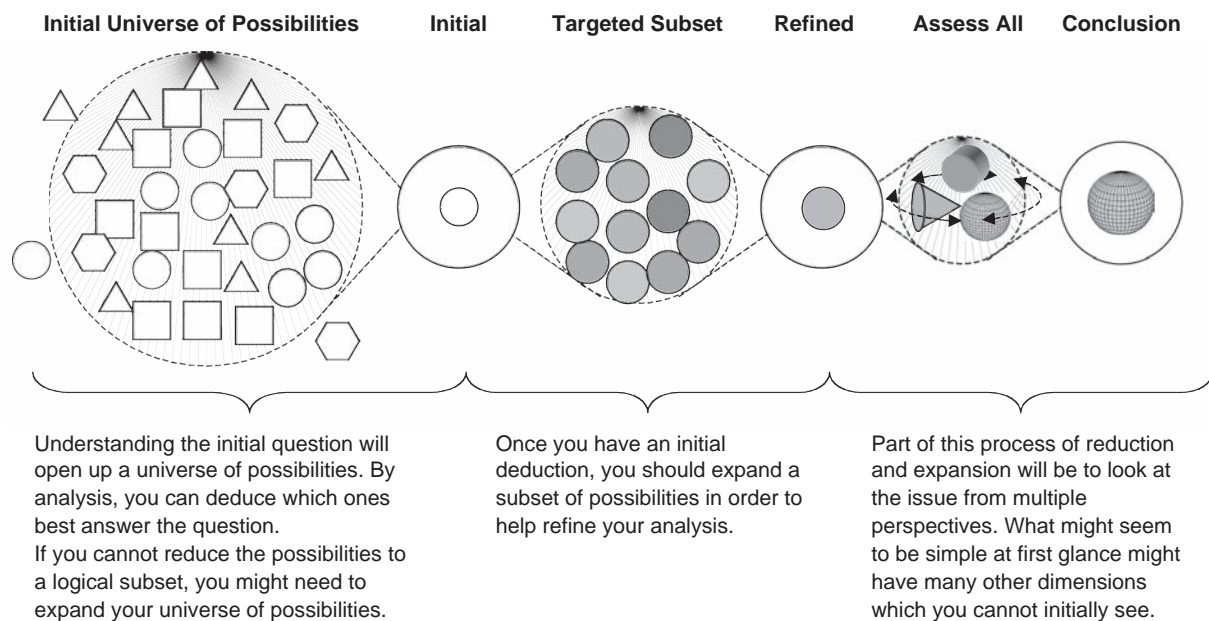 Initial Universe of Possibilities Initial Targeted Subset Refined Assess All Conclusion
Understanding the initial question will
open up a universe of possibilities. By
analysis, you can deduce which ones
best answer the question.
If you cannot reduce the possibilities to
a logical subset, you might need to
expand your universe of possibilities.
Once you have an initial
deduction, you should expand a
subset of possibilities in order to
help refine your analysis.
Part of this process of reduction
and expansion will be to look at
the issue from multiple
perspectives. What might seem
to be simple at first glance might
have many other dimensions
which you cannot initially see.